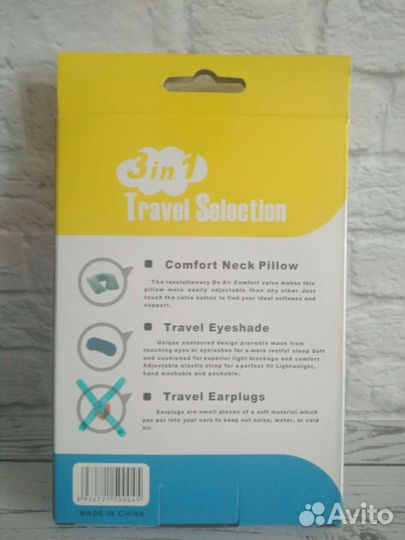 3in1
Travel Selection
Comfort Neck Pillow
The revolutionary On Air Comfort valve makes this
pillow more easily adjustable than any other.Just
touch the valve button to find your ideal softness and
support.
Travel Eyeshade
Unique contoured design prevents mask from
touching eyes or eyelashes for a more restful sleep Soft
and cushioned for superior light blockage and comfort
Adjustable elastic strap for aperfect fit Lightweight,
hand washable and packable.
Travel Earplugs
Earplugs are small pieces of a soft material which
you put into your ears to keep out noise, water, or cold
air.
MADE IN CHINA
Avito